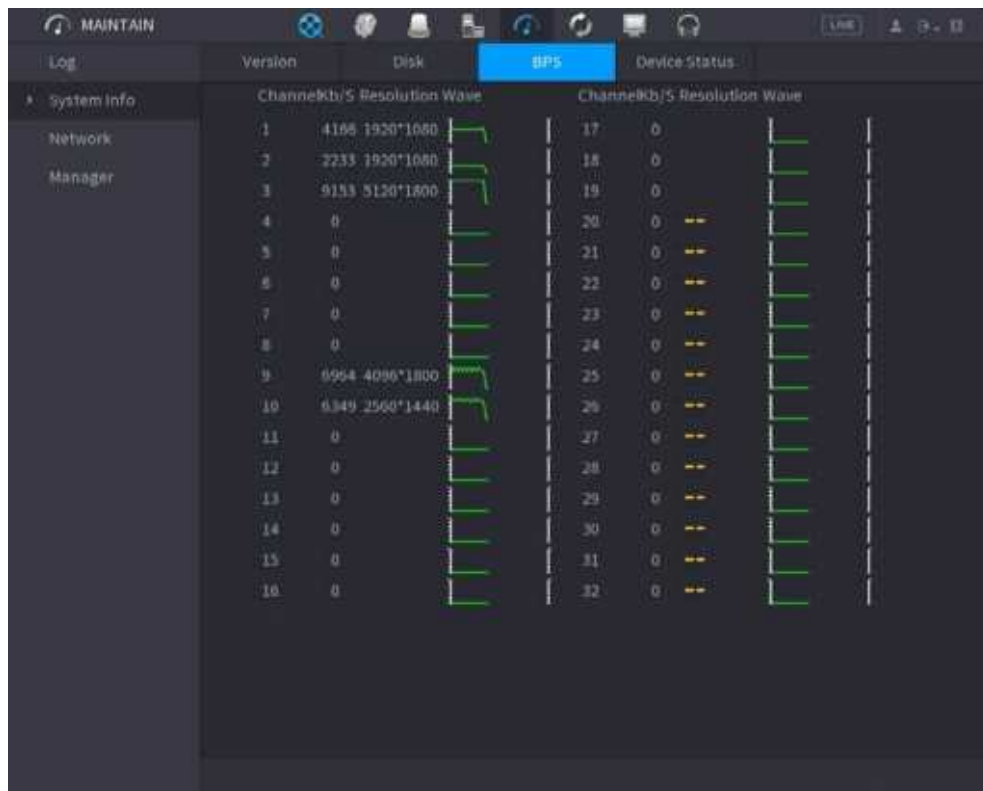 MAINTAIN
LIVE
Log
System Info
Network
Manager
Version Disk BPS Device Status
Channel Kb/S Resolution Wave Channel Kb/S Resolution Wave
1 4166 1920*1080 17 0
2 2233 1920*1080 18 0
3 9153 5120*1800 19 0
4 0 20 0 --
5 0 21 0 --
6 0 22 0 --
7 0 23 0 --
8 0 24 0 --
9 6964 4096*1800 25 0 --
10 6349 2560*1440 26 0 --
11 0 27 0 --
12 0 28 0 --
13 0 29 0 --
14 0 30 0 --
15 0 31 0 --
16 0 32 0 --